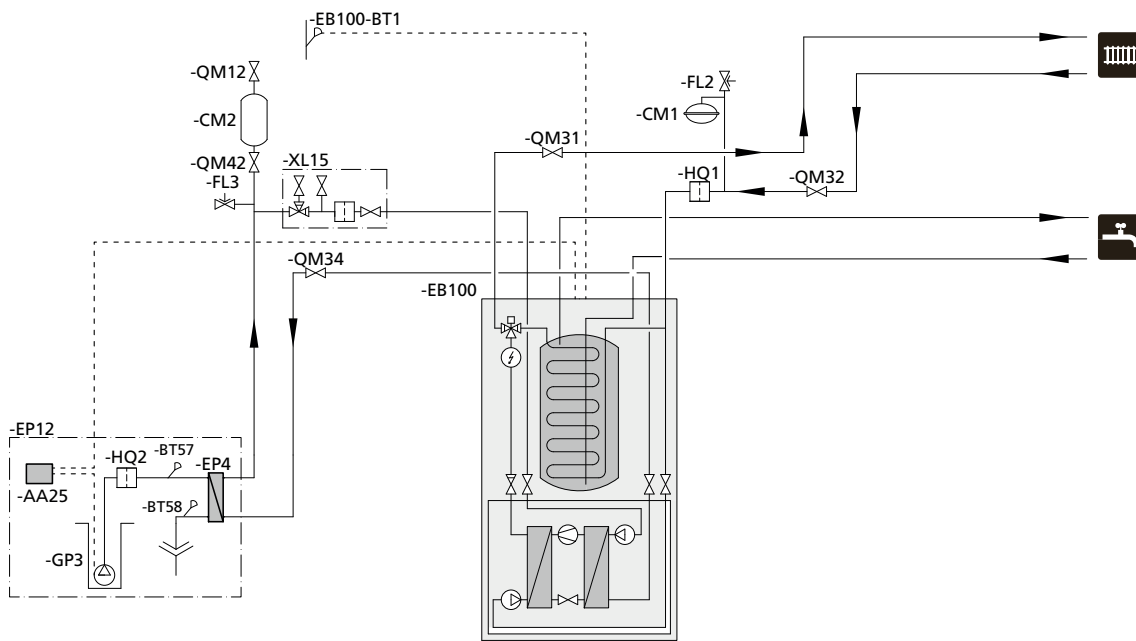 -EB100-BT1
-QM12
-FL2
-CM2
-CM1
-QM31
-QM42
-XL15
-FL3
-HQ1
-QM32
-QM34
-EB100
-EP12
-HQ2
-BT57
-EP4
-AA25
-BT58
-GP3